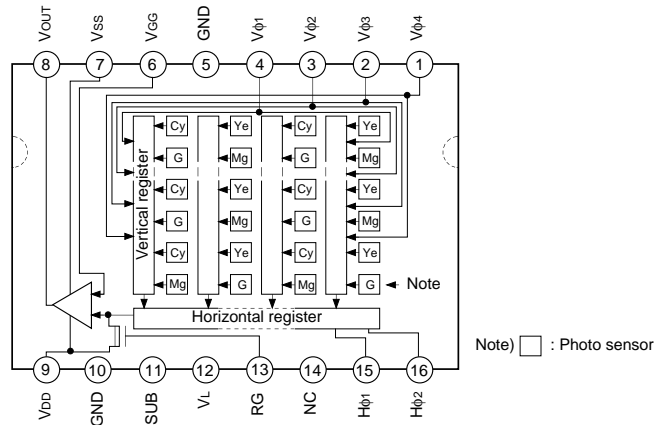 VOUT VSS VGG GND Vϕ1 Vϕ2 Vϕ3 Vϕ4
8 7 6 5 4 3 2 1
Cy Ye Cy Ye
G Mg G Mg
Cy Ye Cy Ye
G Mg G Mg
Cy Ye Cy Ye
Mg G Mg G
Vertical register
Note
Horizontal register
Note) : Photo sensor
9 10 11 12 13 14 15 16
VDD GND SUB VL RG NC Hϕ1 Hϕ2